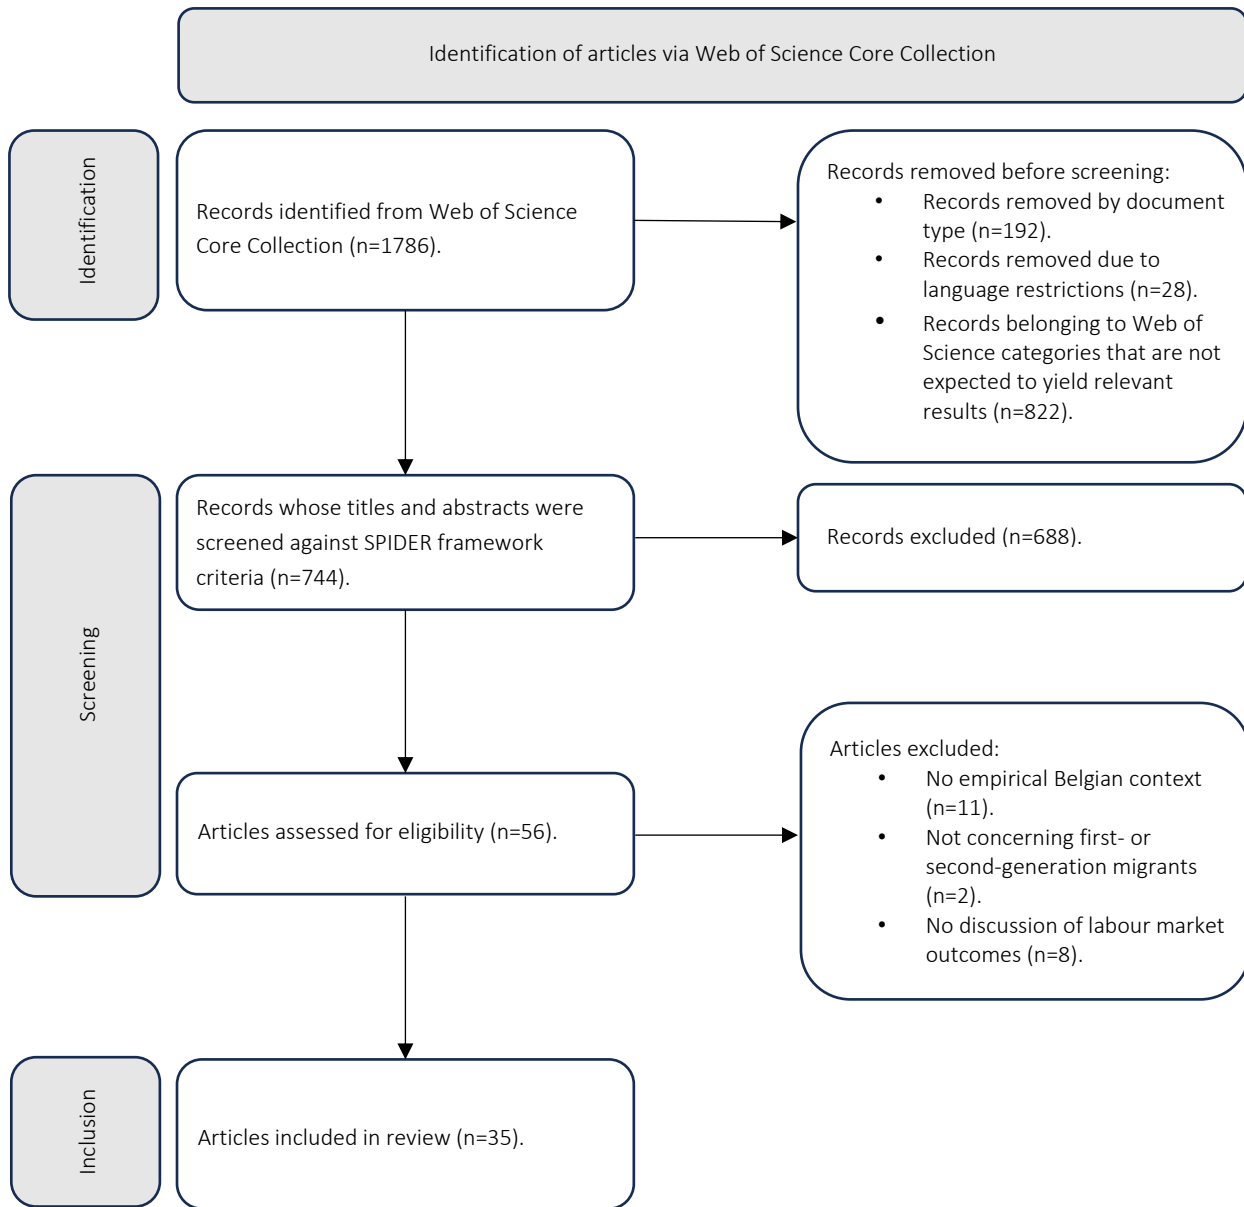 Identification of articles via Web of Science Core Collection
Identification
Records identified from Web of Science
Core Collection (n=1786).
Records removed before screening:
• Records removed by document
type (n=192).
• Records removed due to
language restrictions (n=28).
• Records belonging to Web of
Science categories that are not
expected to yield relevant
results (n=822).
Screening
Records whose titles and abstracts were
screened against SPIDER framework
criteria (n=744).
Records excluded (n=688).
Articles assessed for eligibility (n=56).
Articles excluded:
• No empirical Belgian context
(n=11).
• Not concerning first- or
second-generation migrants
(n=2).
• No discussion of labour market
outcomes (n=8).
Inclusion
Articles included in review (n=35).